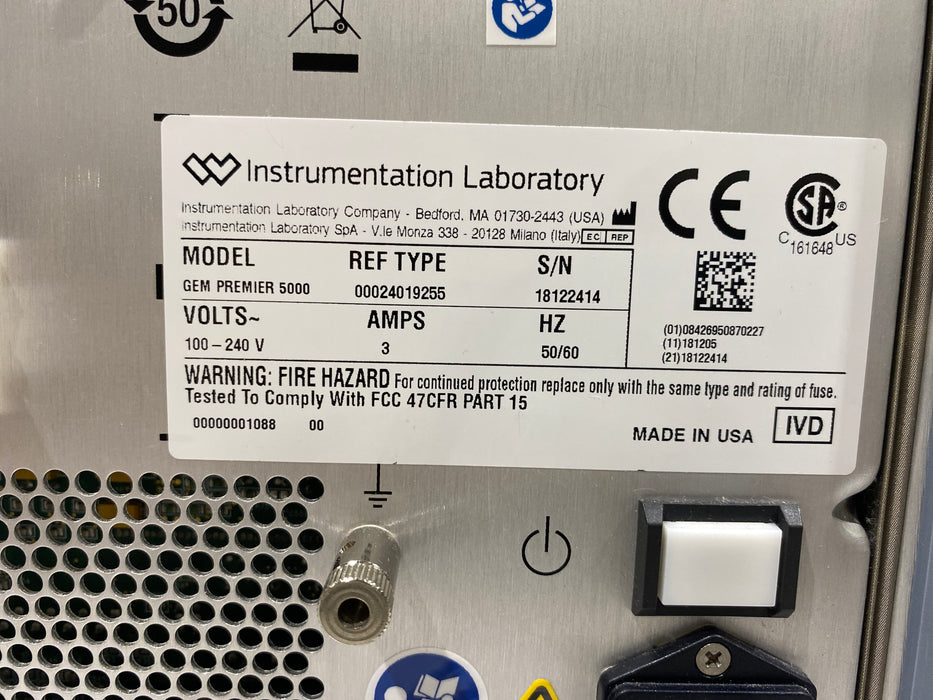 50
Instrumentation Laboratory
Instrumentation Laboratory Company - Bedford, MA 01730-2443 (USA)
Instrumentation Laboratory SpA - V.le Monza 338 - 20128 Milano (Italy) EC REP
MODEL REF TYPE S/N
GEM PREMIER 5000 00024019255 18122414
VOLTS~ AMPS HZ
100 – 240 V 3 50/60
CE
SA ®
C 161648 US
(01)08426950870227
(11)181205
(21)18122414
WARNING: FIRE HAZARD For continued protection replace only with the same type and rating of fuse.
Tested To Comply With FCC 47CFR PART 15
00000001088 00
MADE IN USA IVD